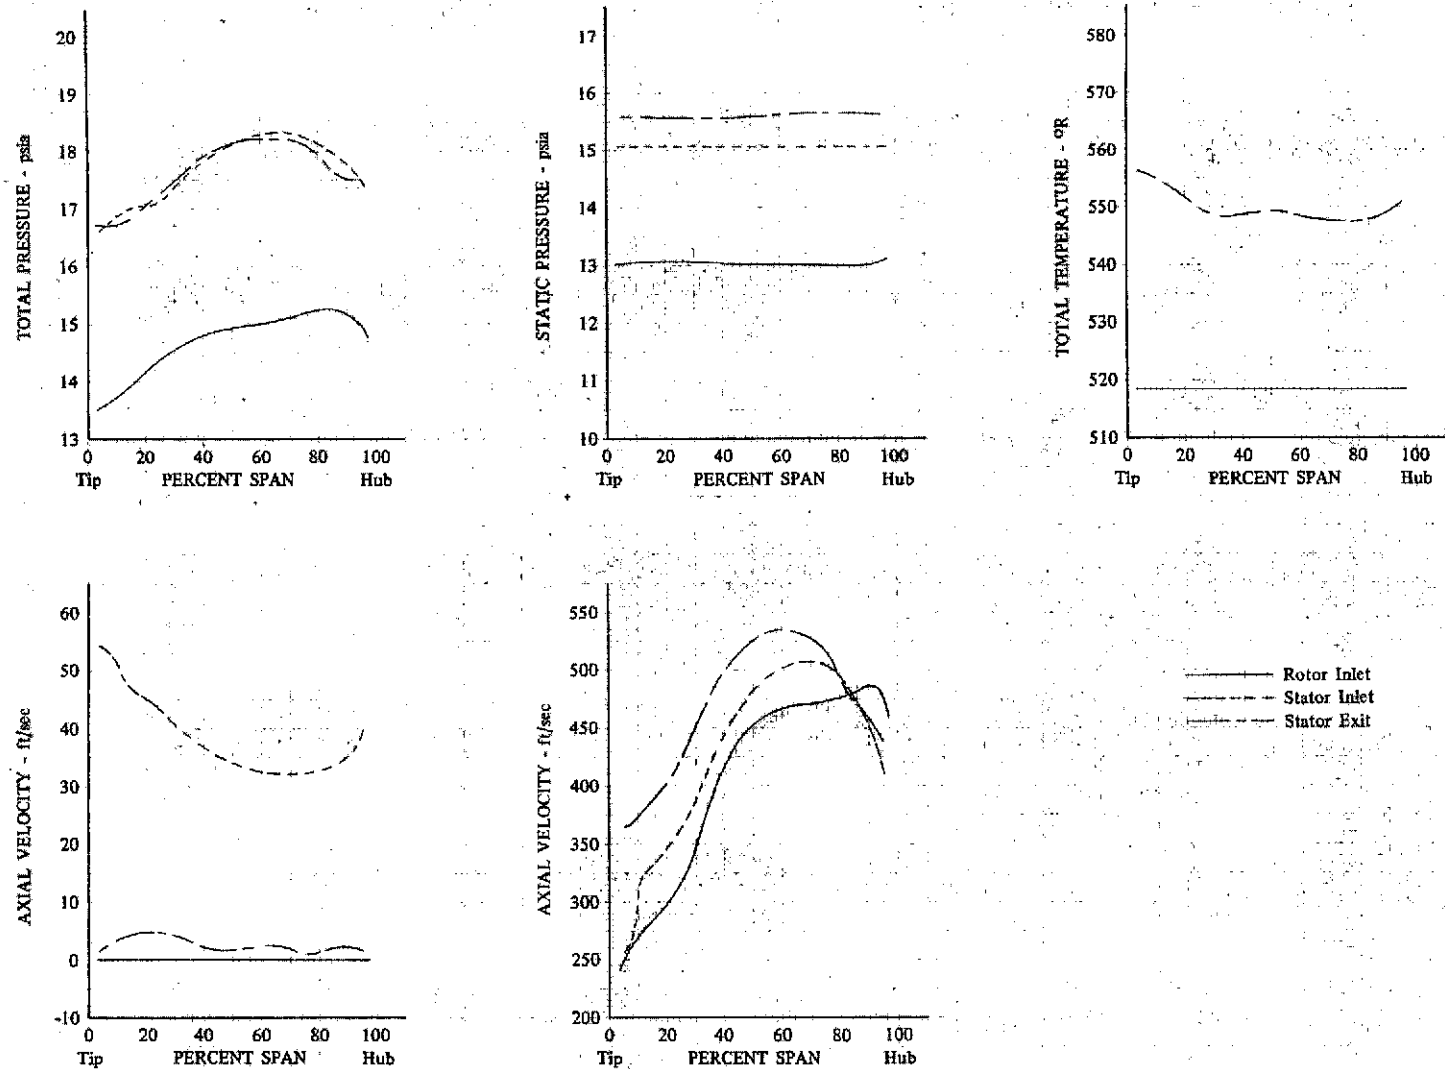 TOTAL PRESSURE - psia
20
19
18
17
16
15
14
13
0 20 40 60 80 100
Tip PERCENT SPAN Hub
STATIC PRESSURE - psia
17
16
15
14
13
12
11
10
0 20 40 60 80 100
Tip PERCENT SPAN Hub
TOTAL TEMPERATURE - ºR
580
570
560
550
540
530
520
510
0 20 40 60 80 100
Tip PERCENT SPAN Hub
AXIAL VELOCITY - ft/sec
60
50
40
30
20
10
0
-10
0 20 40 60 80 100
Tip PERCENT SPAN Hub
AXIAL VELOCITY - ft/sec
550
500
450
400
350
300
250
200
0 20 40 60 80 100
Tip PERCENT SPAN Hub
Rotor Inlet
Stator Inlet
Stator Exit